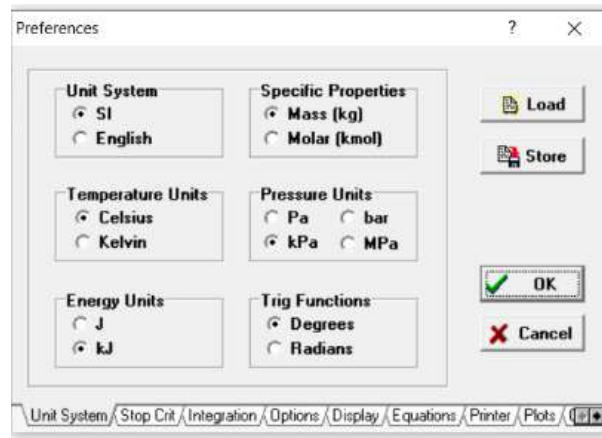 Preferences ? ×
Unit System Specific Properties
SI Mass (kg)
English Molar (kmol)
Load
Store
Temperature Units Pressure Units
Celsius Pa bar
Kelvin kPa MPa
Energy Units Trig Functions
J Degrees
kJ Radians
OK
Cancel
Unit System Stop Crit Integration Options Display Equations Printer Plots